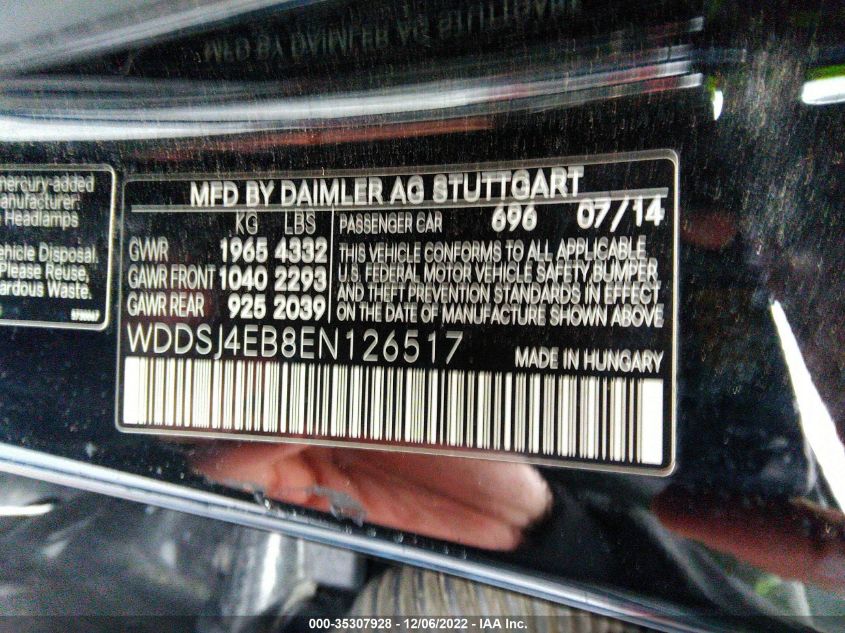 mercury-added
anufacturer:
Headlamps
ehicle Disposal.
Please Reuse,
ardous Waste.
MFD BY DAIMLER AG STUTTGART
KG LBS PASSENGER CAR 696 07/14
GVWR 1965 4332
GAWR FRONT 1040 2293
GAWR REAR 925 2039
THIS VEHICLE CONFORMS TO ALL APPLICABLE
U.S. FEDERAL MOTOR VEHICLE SAFETY, BUMPER
AND THEFT PREVENTION STANDARDS IN EFFECT
ON THE DATE OF MANUFACTURE SHOWN ABOVE
WDDSJ4EB8EN126517 MADE IN HUNGARY
000-35307928 - 12/06/2022 - IAA Inc.